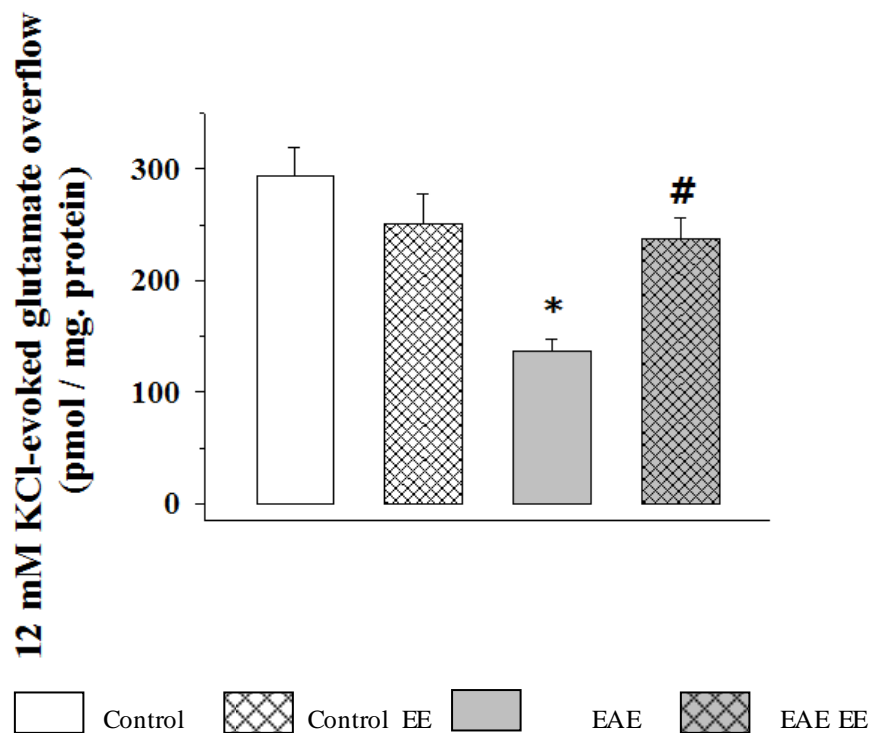 12 mM KCl-evoked glutamate overflow
(pmol / mg. protein)
300
200
100
0
*
#
Control
Control EE
EAE
EAE EE